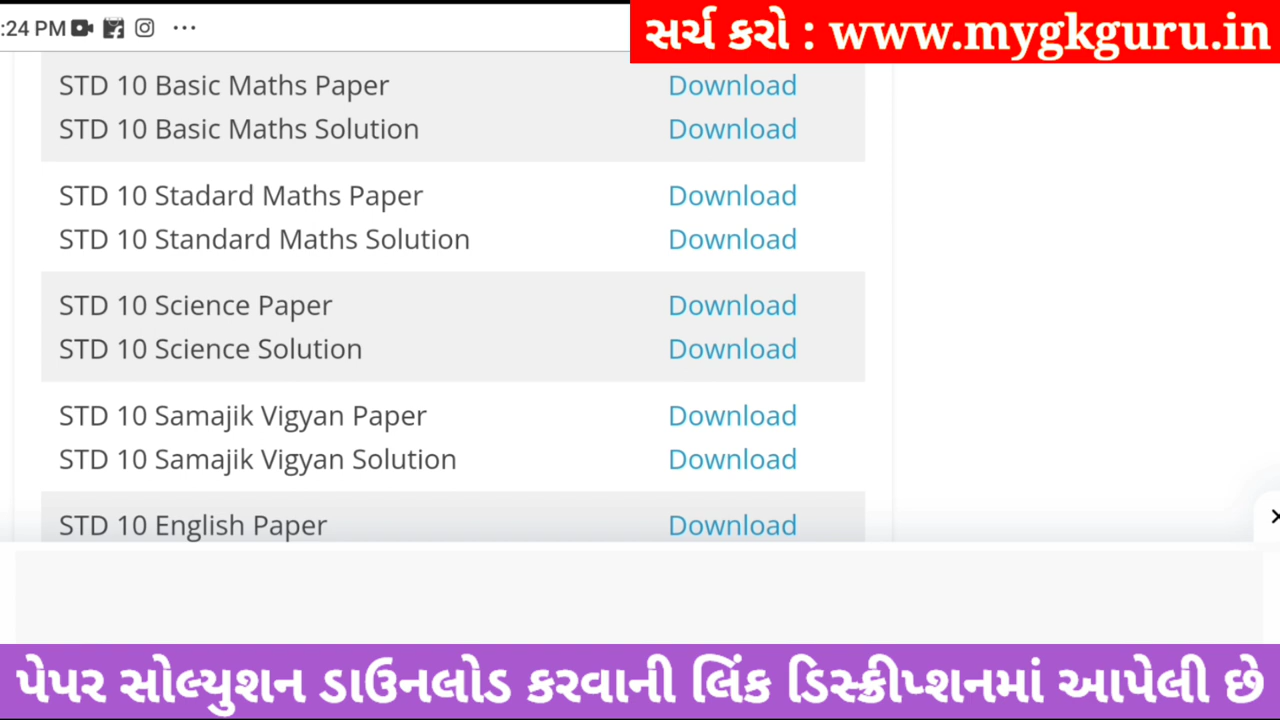 :24 PM
સર્ચ કરો : www.mygkguru.in
STD 10 Basic Maths Paper Download
STD 10 Basic Maths Solution Download
STD 10 Stadard Maths Paper Download
STD 10 Standard Maths Solution Download
STD 10 Science Paper Download
STD 10 Science Solution Download
STD 10 Samajik Vigyan Paper Download
STD 10 Samajik Vigyan Solution Download
STD 10 English Paper Download
પેપર સોલ્યુશન ડાઉનલોડ કરવાની લિંક ડિસ્ક્રીપ્શનમાં આપેલી છે